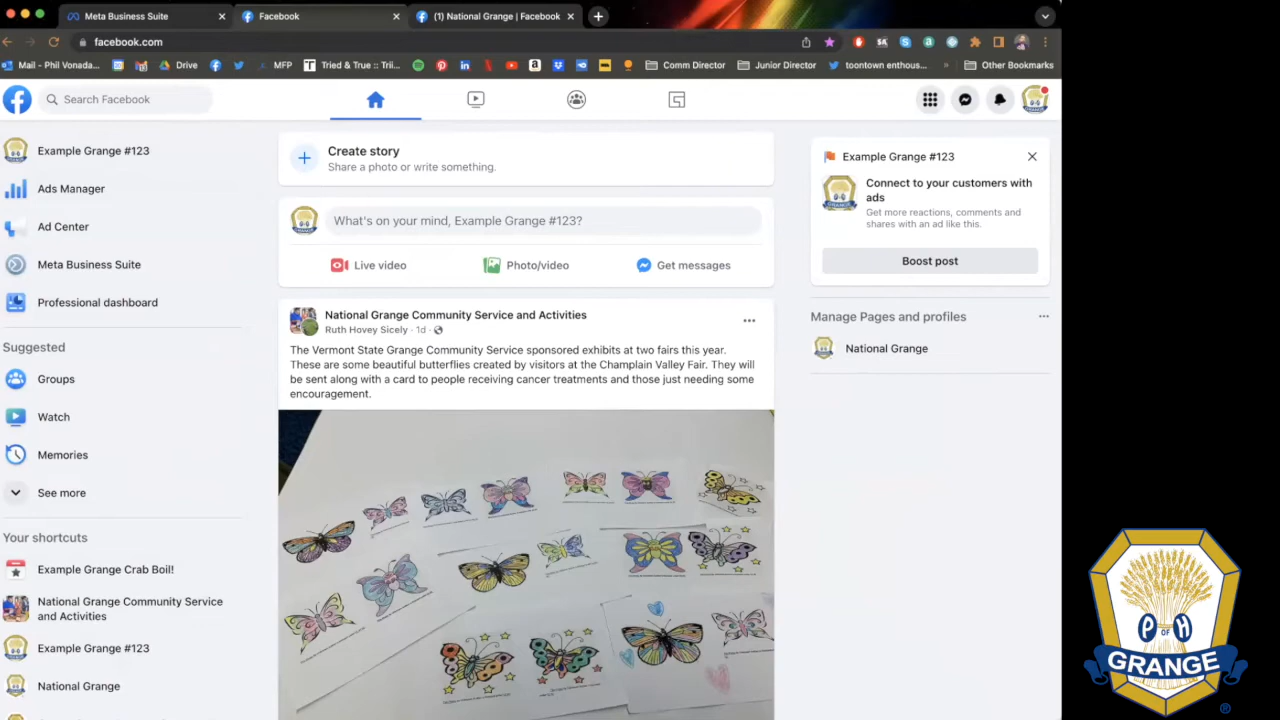 Meta Business Suite
Facebook
(1) National Grange | Facebook
facebook.com
Mail - Phil Vonada...
Drive
MFP
Tried & True :: Trii...
Comm Director
Junior Director
toontown enthous...
»
Other Bookmarks
Search Facebook
Example Grange #123
Ads Manager
Ad Center
Meta Business Suite
Professional dashboard
Suggested
Groups
Watch
Memories
See more
Your shortcuts
Example Grange Crab Boil!
National Grange Community Service
and Activities
Example Grange #123
National Grange
Create story
Share a photo or write something.
What's on your mind, Example Grange #123?
Live video
Photo/video
Get messages
National Grange Community Service and Activities
Ruth Hovey Sicely · 1d ·
The Vermont State Grange Community Service sponsored exhibits at two fairs this year.
These are some beautiful butterflies created by visitors at the Champlain Valley Fair. They will
be sent along with a card to people receiving cancer treatments and those just needing some
encouragement.
Example Grange #123
Connect to your customers with
ads
Get more reactions, comments and
shares with an ad like this.
Boost post
Manage Pages and profiles
National Grange
P OF H
GRANGE
®